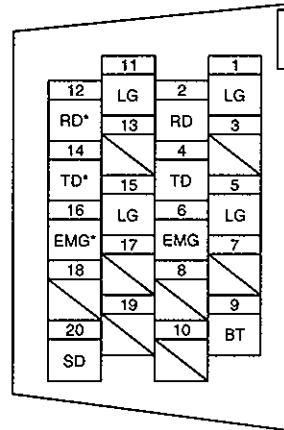 11 1
12 LG 2 LG
RD* 13 RD 3
14 4
TD* 15 TD 5
16 LG 6 LG
EMG* 17 EMG 7
18 8
19 9
20 10 BT
SD